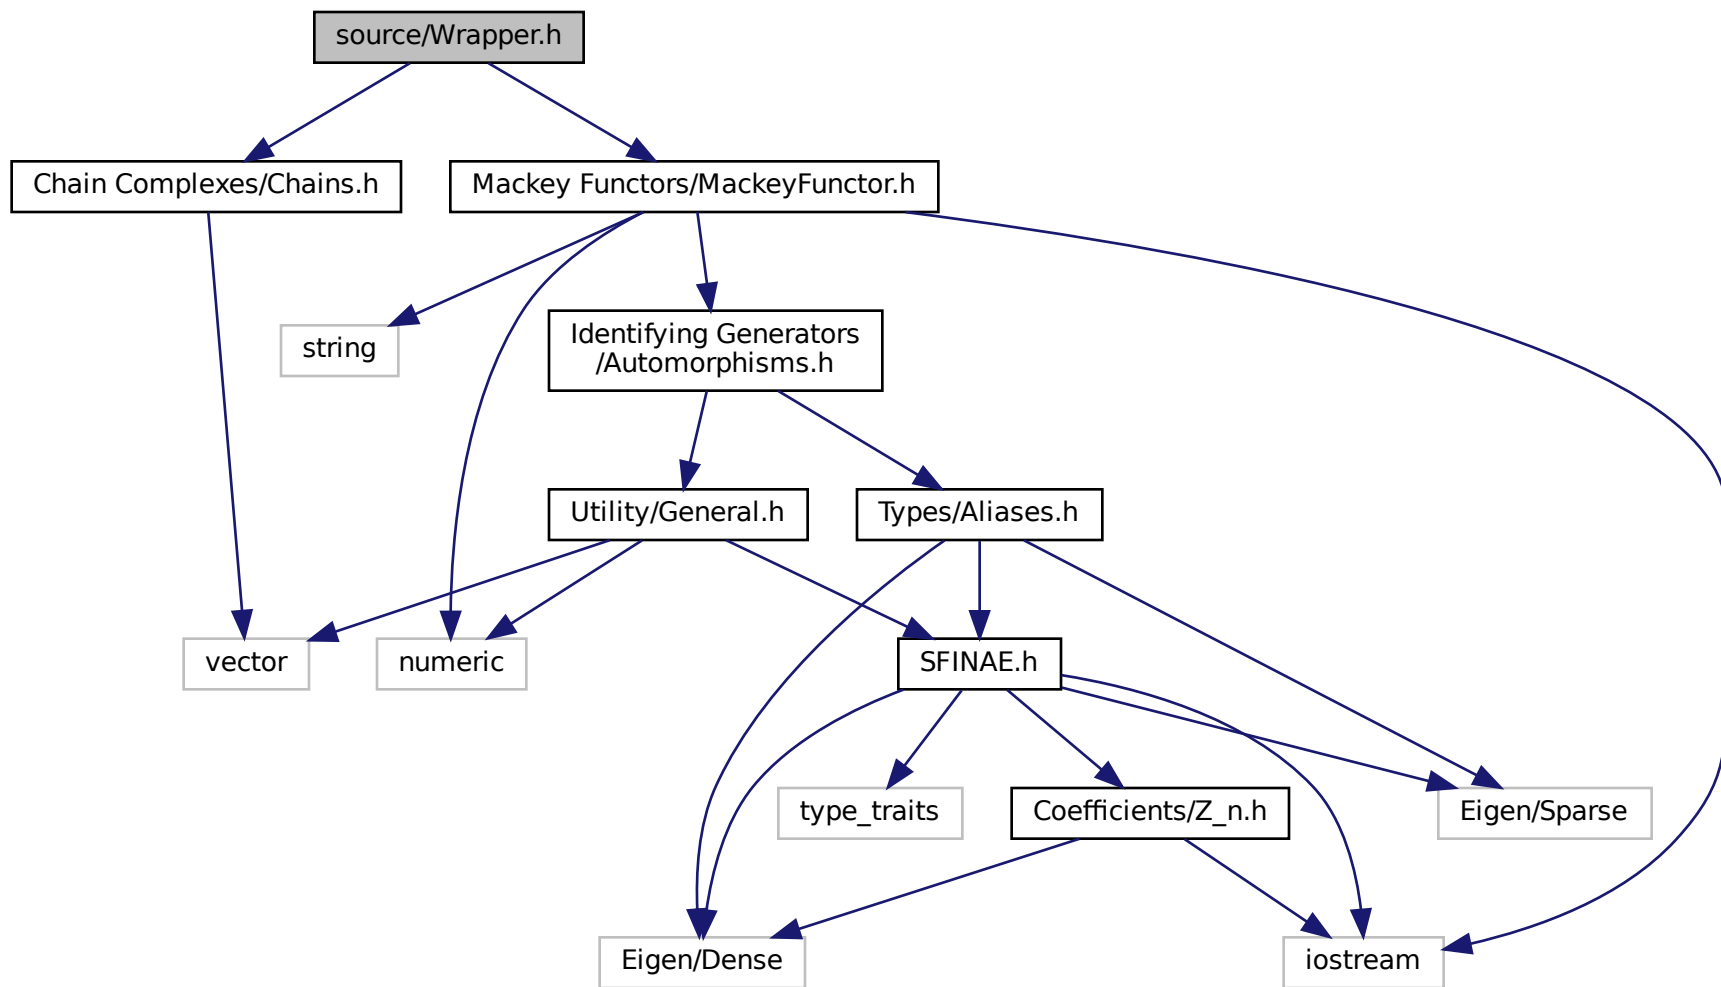 source/Wrapper.h
Chain Complexes/Chains.h
Mackey Functors/MackeyFunctor.h
string
Identifying Generators
/Automorphisms.h
Utility/General.h
Types/Aliases.h
vector
numeric
SFINAE.h
type_traits
Coefficients/Z_n.h
Eigen/Sparse
Eigen/Dense
iostream